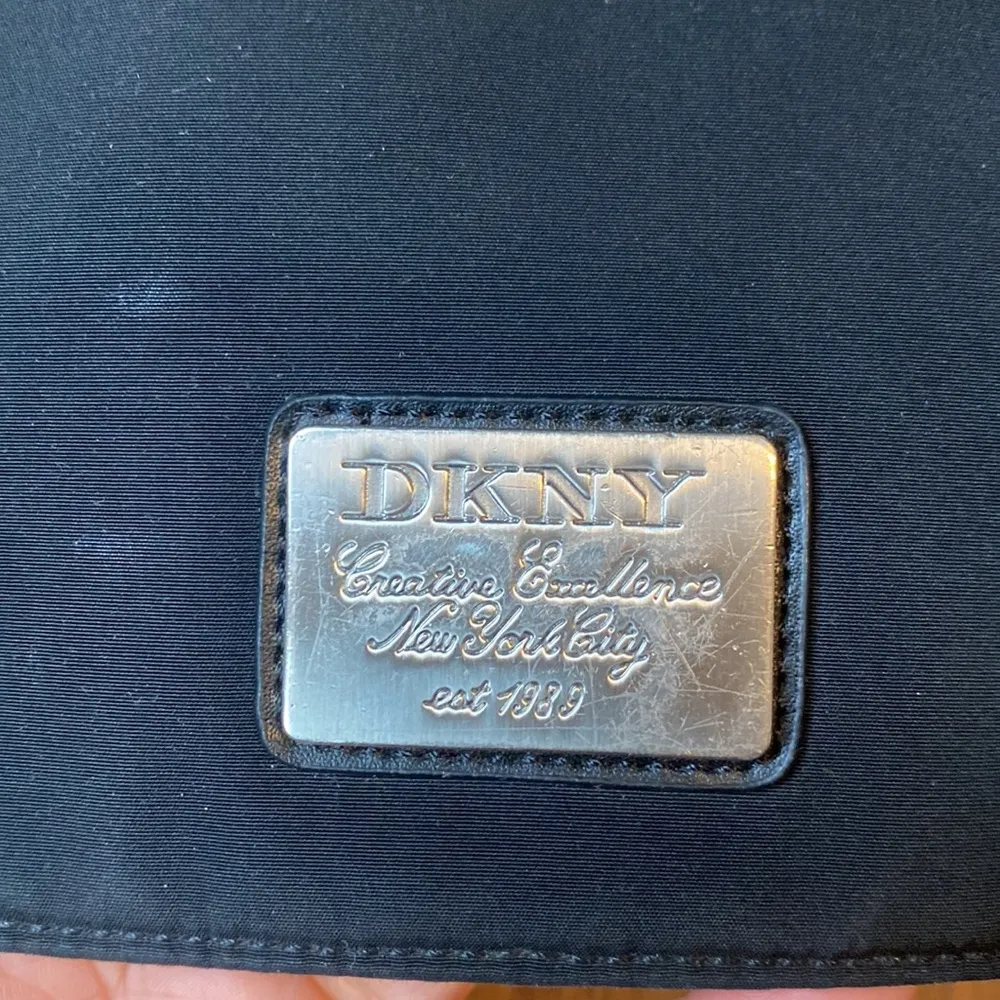 DKNY
Creative Excellence
New York City
est 1989